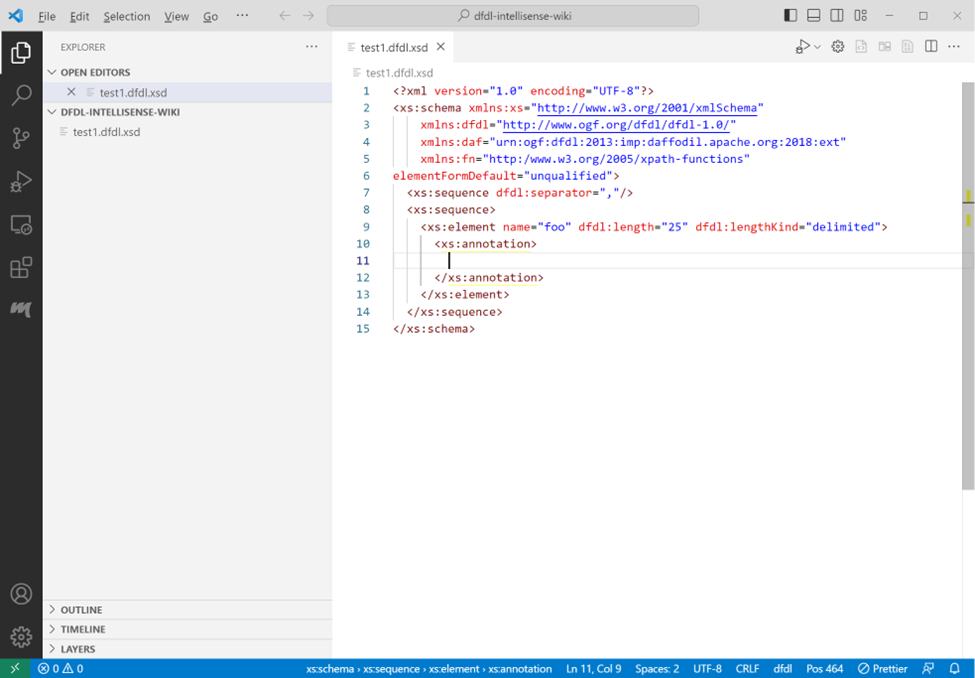 File Edit Selection View Go ··· dfdl-intellisense-wiki
EXPLORER ···
OPEN EDITORS
test1.dfdl.xsd
DFDL-INTELLISENSE-WIKI
test1.dfdl.xsd
OUTLINE
TIMELINE
LAYERS
test1.dfdl.xsd
test1.dfdl.xsd
1 <?xml version="1.0" encoding="UTF-8"?>
2 <xs:schema xmlns:xs="http://www.w3.org/2001/xmlSchema"
3 xmlns:dfdl="http://www.ogf.org/dfdl/dfdl-1.0/"
4 xmlns:daf="urn:ogf:dfdl:2013:imp:daffodil.apache.org:2018:ext"
5 xmlns:fn="http:/www.w3.org/2005/xpath-functions"
6 elementFormDefault="unqualified">
7 <xs:sequence dfdl:separator=","/>
8 <xs:sequence>
9 <xs:element name="foo" dfdl:length="25" dfdl:lengthKind="delimited">
10 <xs:annotation>
11
12 </xs:annotation>
13 </xs:element>
14 </xs:sequence>
15 </xs:schema>
0 0 xs:schema › xs:sequence › xs:element › xs:annotation Ln 11, Col 9 Spaces: 2 UTF-8 CRLF dfdl Pos 464 Prettier